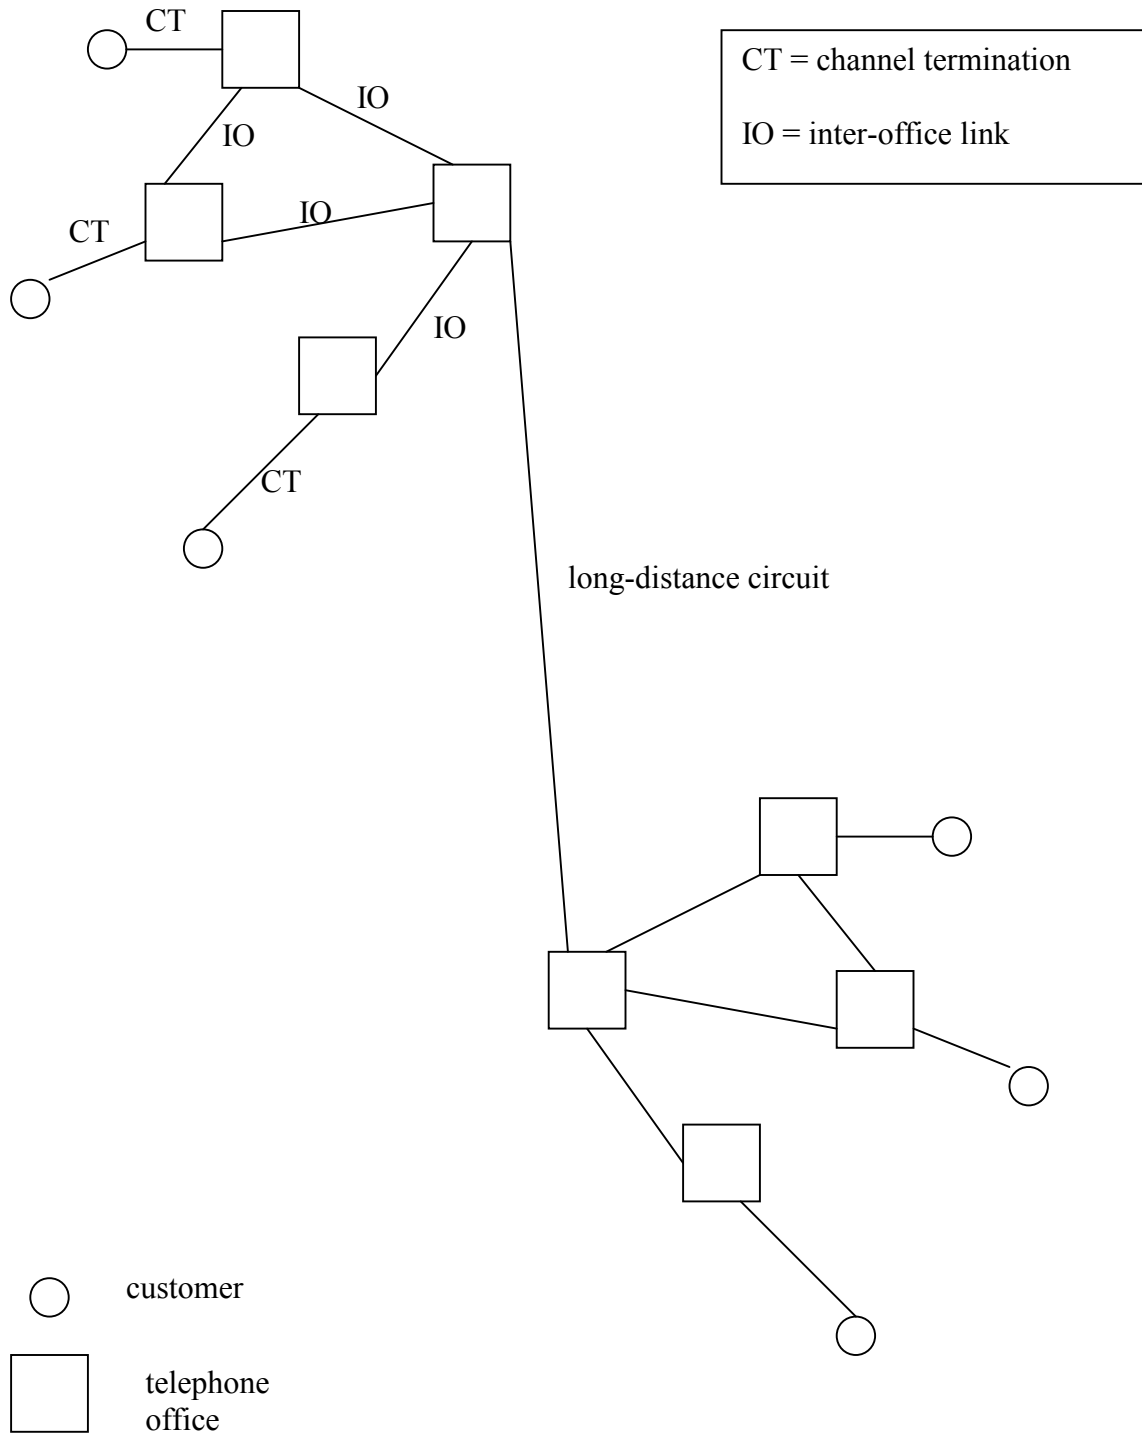 CT
CT = channel termination
IO
IO
IO = inter-office link
IO
CT
IO
CT
long-distance circuit
customer
telephone
office